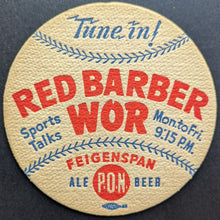 Tune in!
RED BARBER
WOR
Sports Talks
Mon to Fri.
9:15 P.M.
FEIGENSPAN
ALE P.O.N. BEER